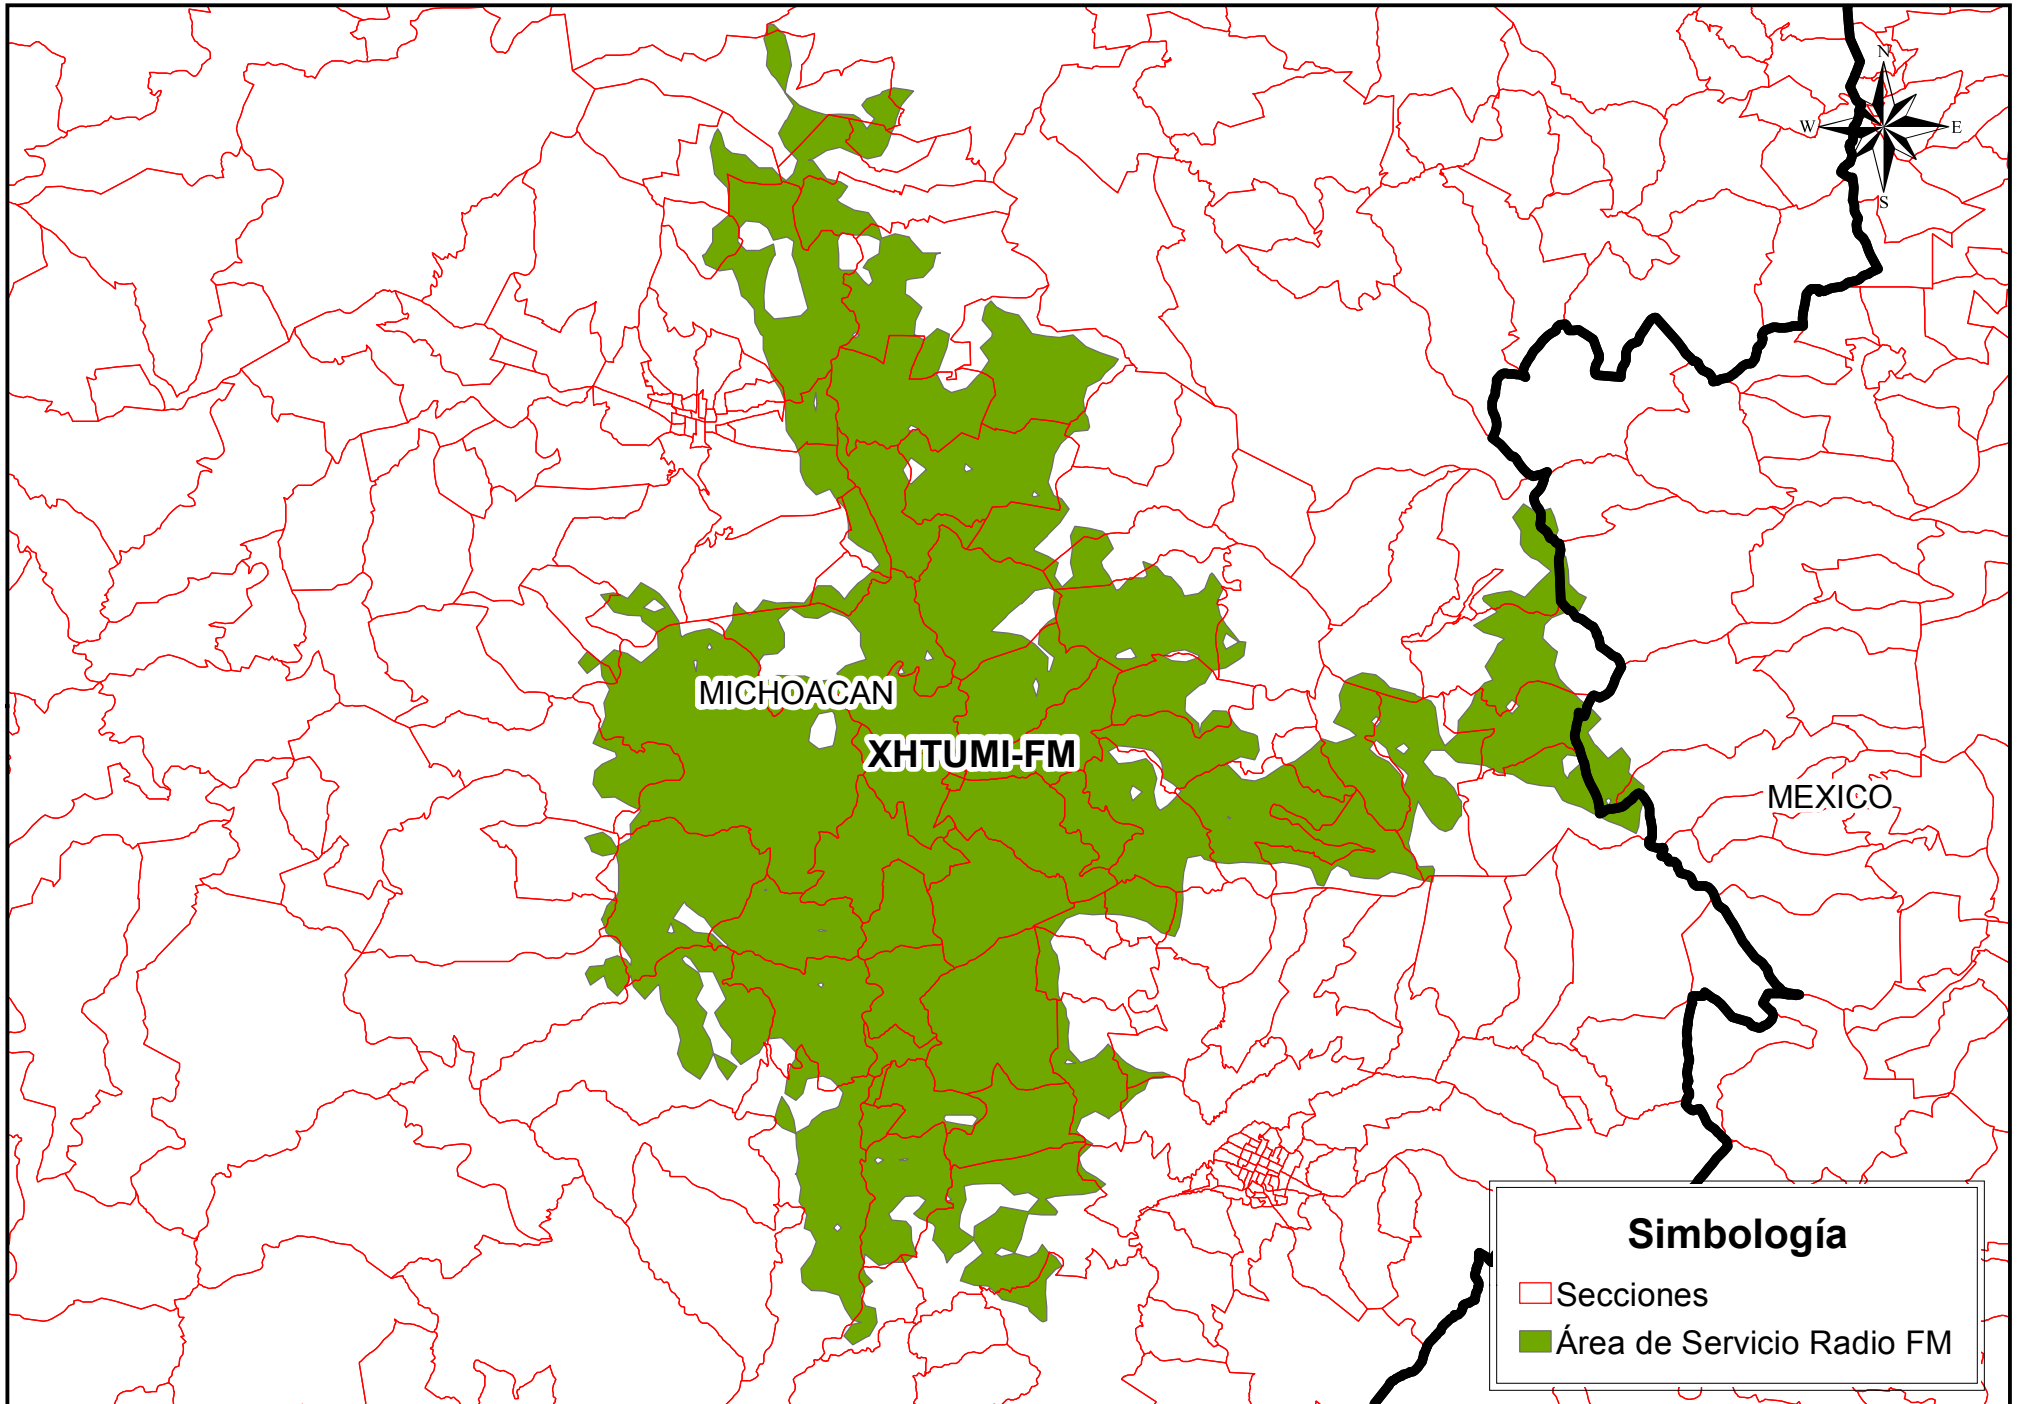 N
W E
S
MICHOACAN
XHTUMI-FM
MEXICO
Simbología
Secciones
Área de Servicio Radio FM